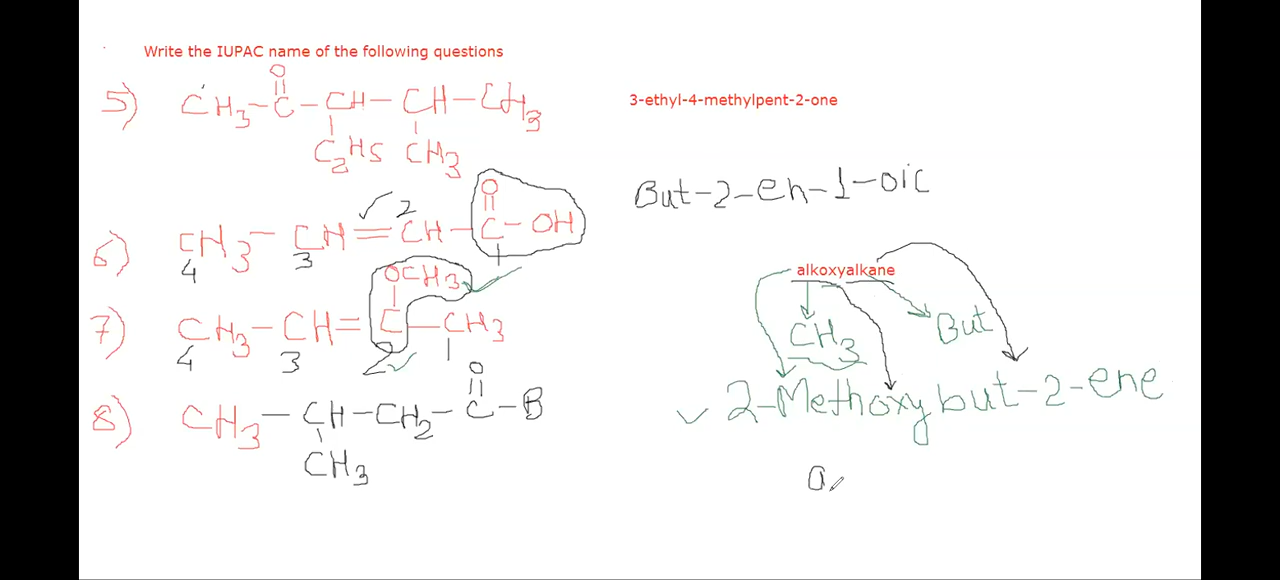 Write the IUPAC name of the following questions
O
5) CH3-C-CH-CH-CH3
C2H5 CH3
3-ethyl-4-methylpent-2-one
But-2-en-1-oic
O
6) CH3-CH=CH-C-OH
4 3 2 1
alkoxyalkane
OCH3
7) CH3-CH=C-CH3
4 3 2 1
CH3
But
2-Methoxybut-2-ene
O
8) CH3-CH-CH2-C-B
CH3
a